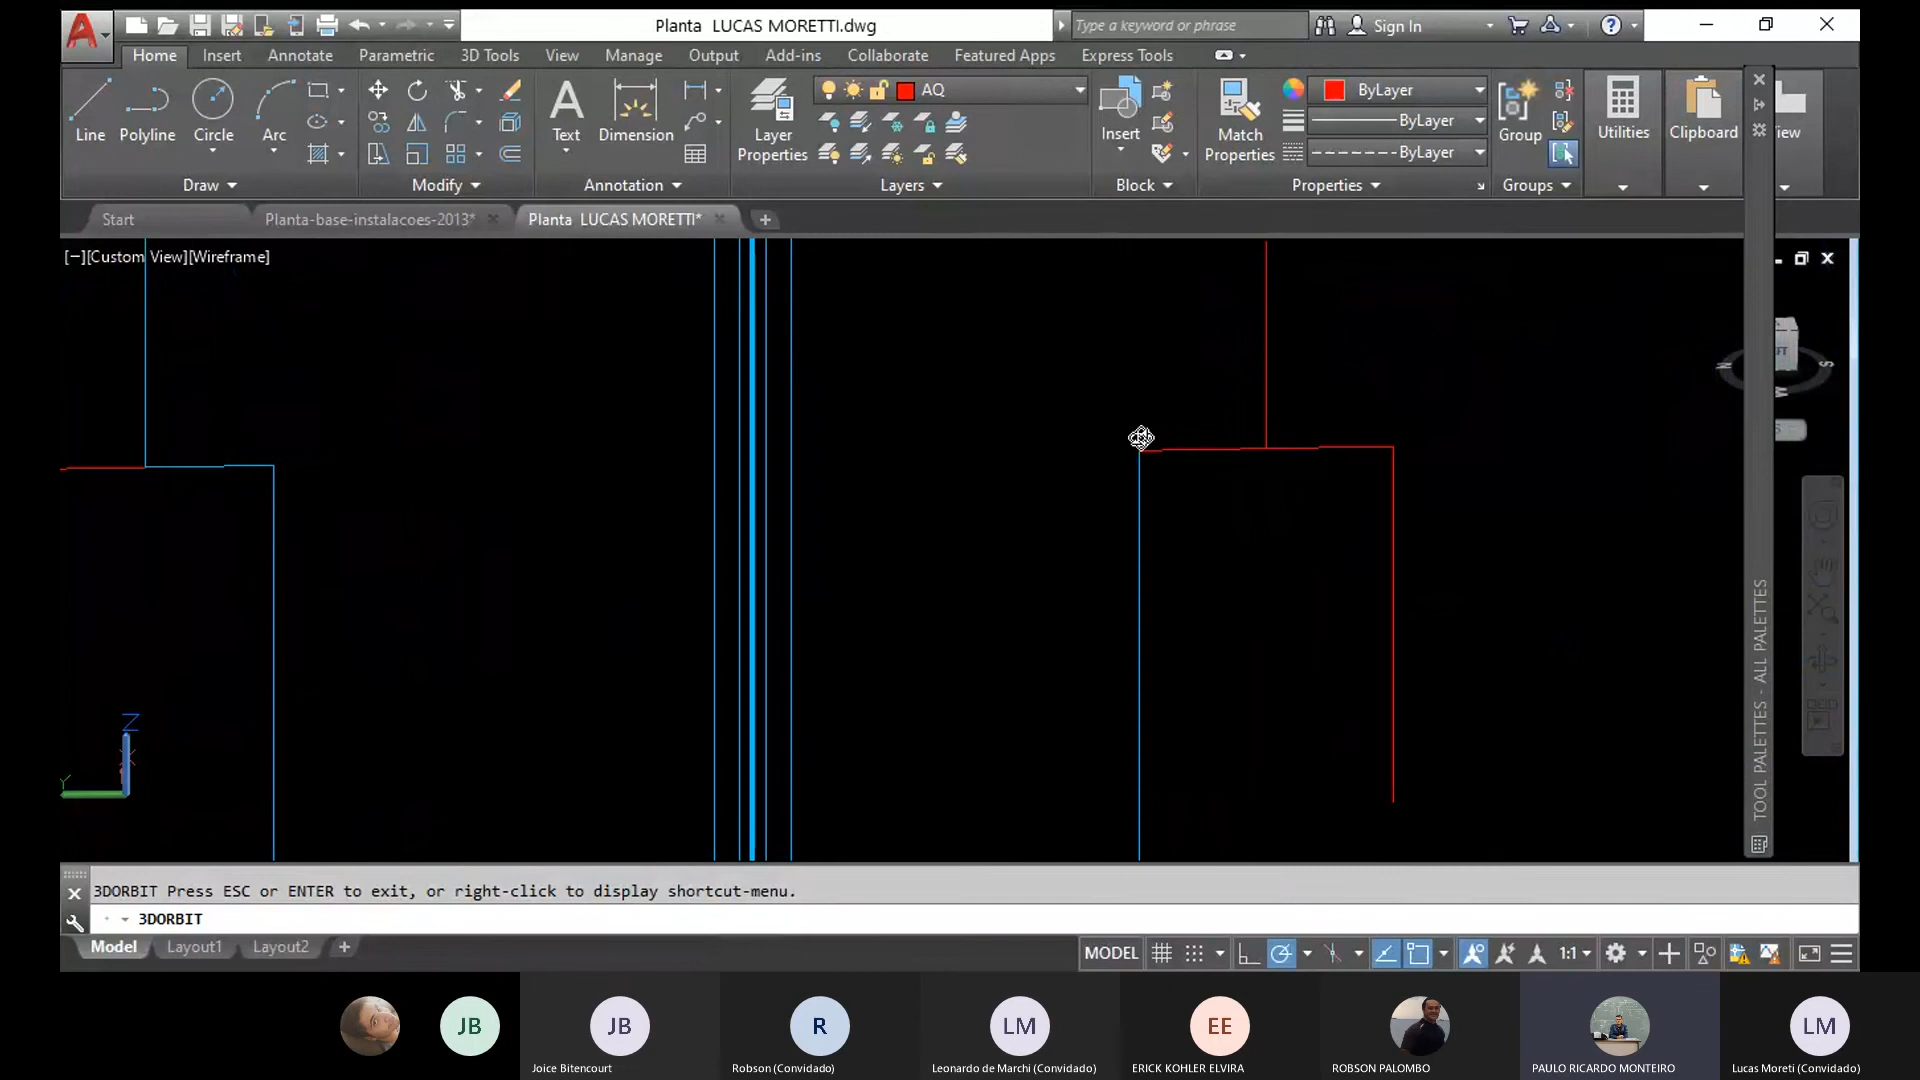 Planta LUCAS MORETTI.dwg
Type a keyword or phrase
Sign In
Home
Insert
Annotate
Parametric
3D Tools
View
Manage
Output
Add-ins
Collaborate
Featured Apps
Express Tools
Line
Polyline
Circle
Arc
Text
Dimension
Layer
Properties
AQ
Insert
Match
Properties
ByLayer
ByLayer
ByLayer
Group
Utilities
Clipboard
iew
Draw
Modify
Annotation
Layers
Block
Properties
Groups
Start
Planta-base-instalacoes-2013*
Planta LUCAS MORETTI*
[−][Custom View][Wireframe]
FT
N
S
W
Z
Y
TOOL PALETTES - ALL PALETTES
3DORBIT Press ESC or ENTER to exit, or right-click to display shortcut-menu.
3DORBIT
Model
Layout1
Layout2
MODEL
1:1
JB
JB
R
LM
EE
LM
Joice Bitencourt
Robson (Convidado)
Leonardo de Marchi (Convidado)
ERICK KOHLER ELVIRA
ROBSON PALOMBO
PAULO RICARDO MONTEIRO
Lucas Moreti (Convidado)